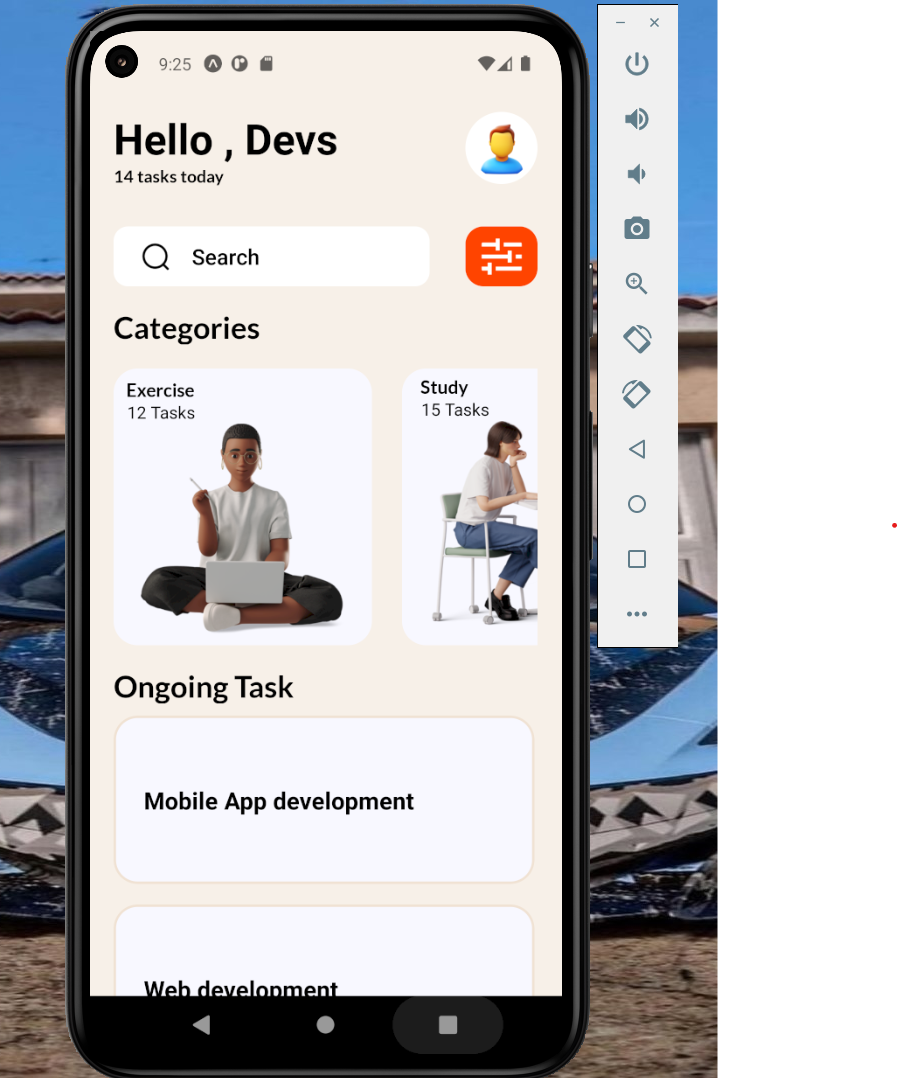 9:25
Hello , Devs
14 tasks today
Search
Categories
Exercise
12 Tasks
Study
15 Tasks
Ongoing Task
Mobile App development
Web development